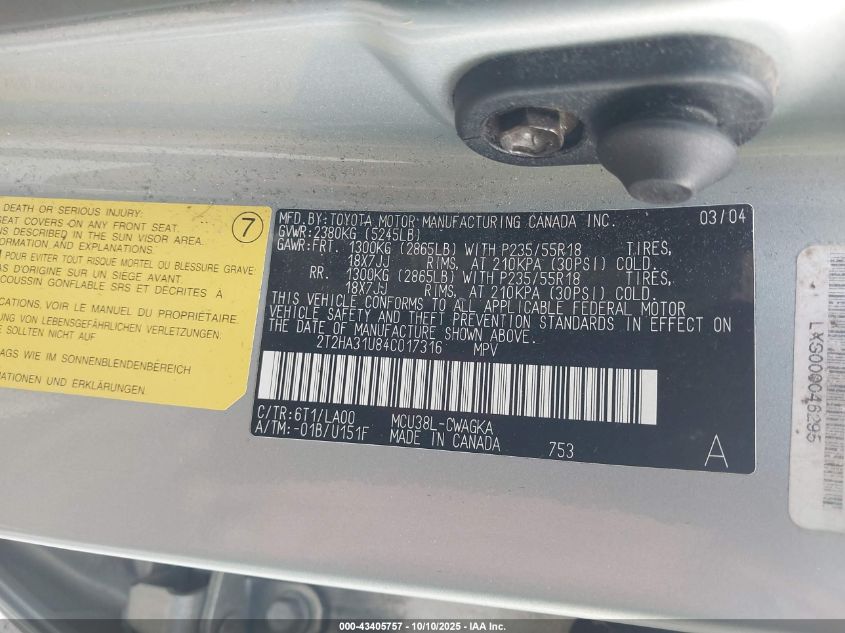 DEATH OR SERIOUS INJURY:
SEAT COVERS ON ANY FRONT SEAT.
NS DESCRIBED IN THE SUN VISOR AREA.
POUR EVITER TOUT RISQUE MORTEL OU BLESSURE GRAVE
AS D'ORIGINE SUR UN SIEGE AVANT.
COUSSIN GONFLABLE SRS ET DÉCRITES À
CATIONS, VOIR LE MANUEL DU PROPRIÉTAIRE.
UNG VON LEBENSGEFÄHRLICHEN VERLETZUNGEN:
E SOLLTEN NICHT AUF
AGS WIE IM SONNENBLENDENBEREICH
MATIONEN UND ERKLÄRUNGEN.
7
MFD. BY: TOYOTA MOTOR MANUFACTURING CANADA INC. 03/04
GVWR: 2380KG (5245LB)
GAWR: FRT. 1300KG (2865LB) WITH P235/55R18 TIRES,
18X7JJ RIMS, AT 210KPA (30PSI) COLD.
RR. 1300KG (2865LB) WITH P235/55R18 TIRES,
18X7JJ RIMS, AT 210KPA (30PSI) COLD.
THIS VEHICLE CONFORMS TO ALL APPLICABLE FEDERAL MOTOR
VEHICLE SAFETY AND THEFT PREVENTION STANDARDS IN EFFECT ON
THE DATE OF MANUFACTURE SHOWN ABOVE.
2T2HA31U84C017316 MPV
C/TR: 6T1/LA00 MCU38L-CWAGKA
A/TM: -01B/U151F MADE IN CANADA 753
A
LXS000046295
000-43405757 - 10/10/2025 - IAA Inc.